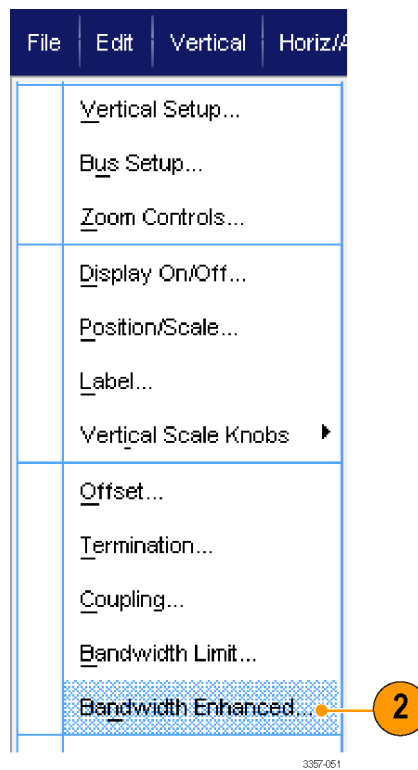 File Edit Vertical Horiz/A
Vertical Setup...
Bus Setup...
Zoom Controls...
Display On/Off...
Position/Scale...
Label...
Vertical Scale Knobs
Offset...
Termination...
Coupling...
Bandwidth Limit...
Bandwidth Enhanced...
2
3357-051